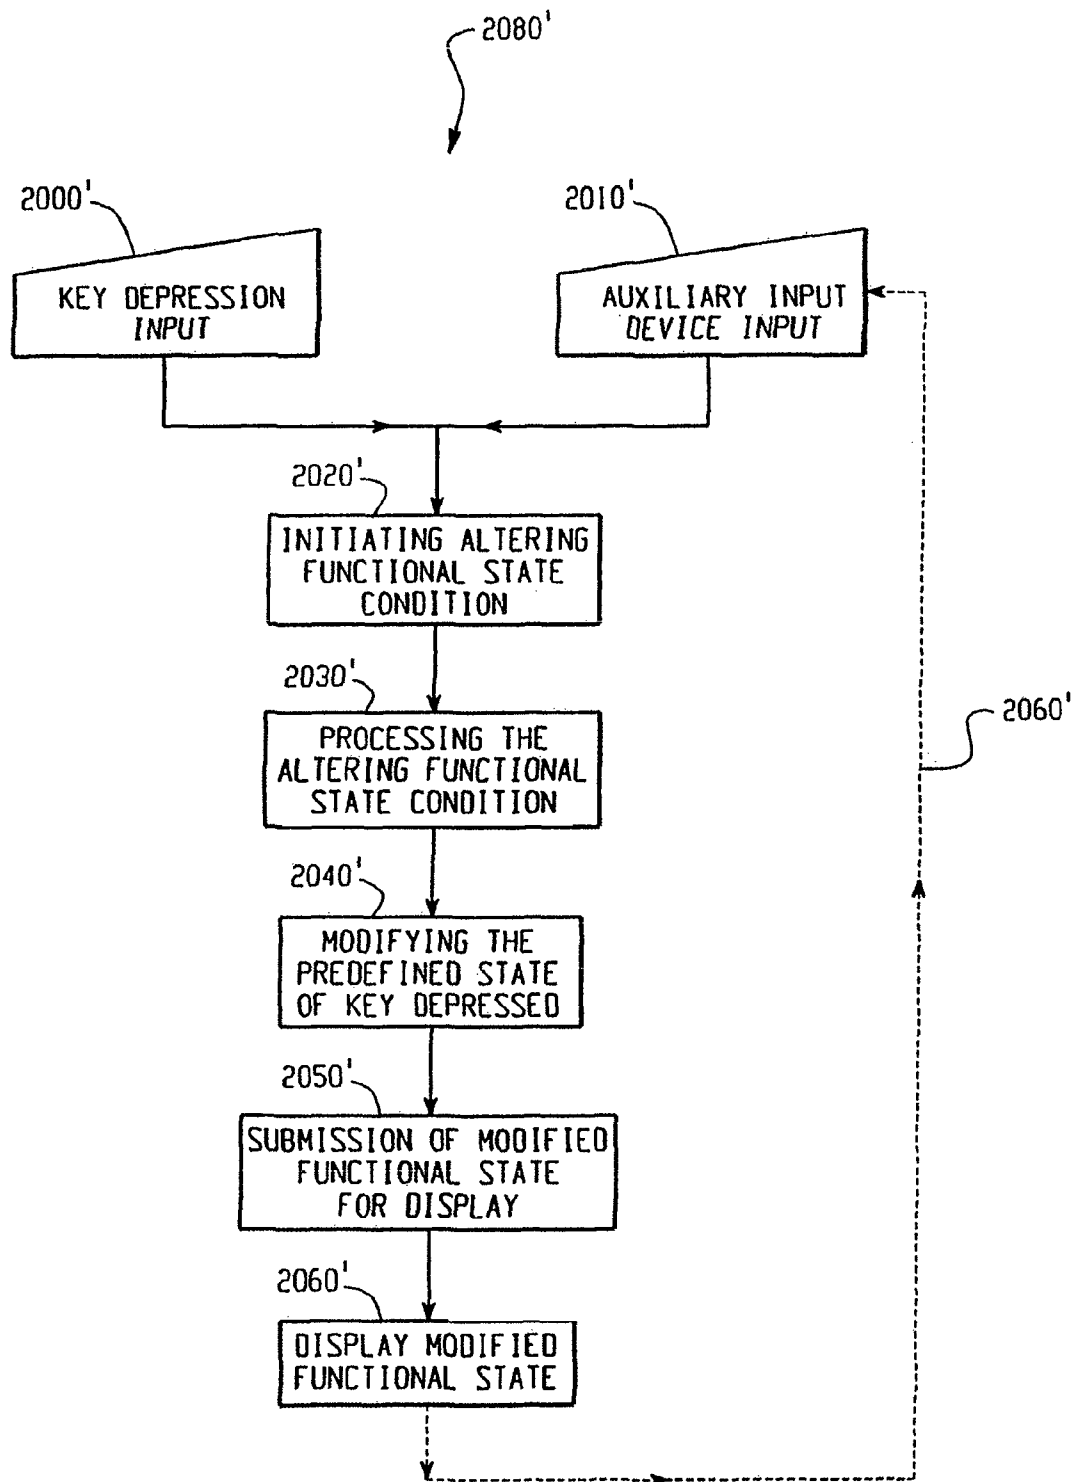 2080'
2000'
KEY DEPRESSION
INPUT
2010'
AUXILIARY INPUT
DEVICE INPUT
2020'
INITIATING ALTERING
FUNCTIONAL STATE
CONDITION
2030'
PROCESSING THE
ALTERING FUNCTIONAL
STATE CONDITION
2060'
2040'
MODIFYING THE
PREDEFINED STATE
OF KEY DEPRESSED
2050'
SUBMISSION OF MODIFIED
FUNCTIONAL STATE
FOR DISPLAY
2060'
DISPLAY MODIFIED
FUNCTIONAL STATE